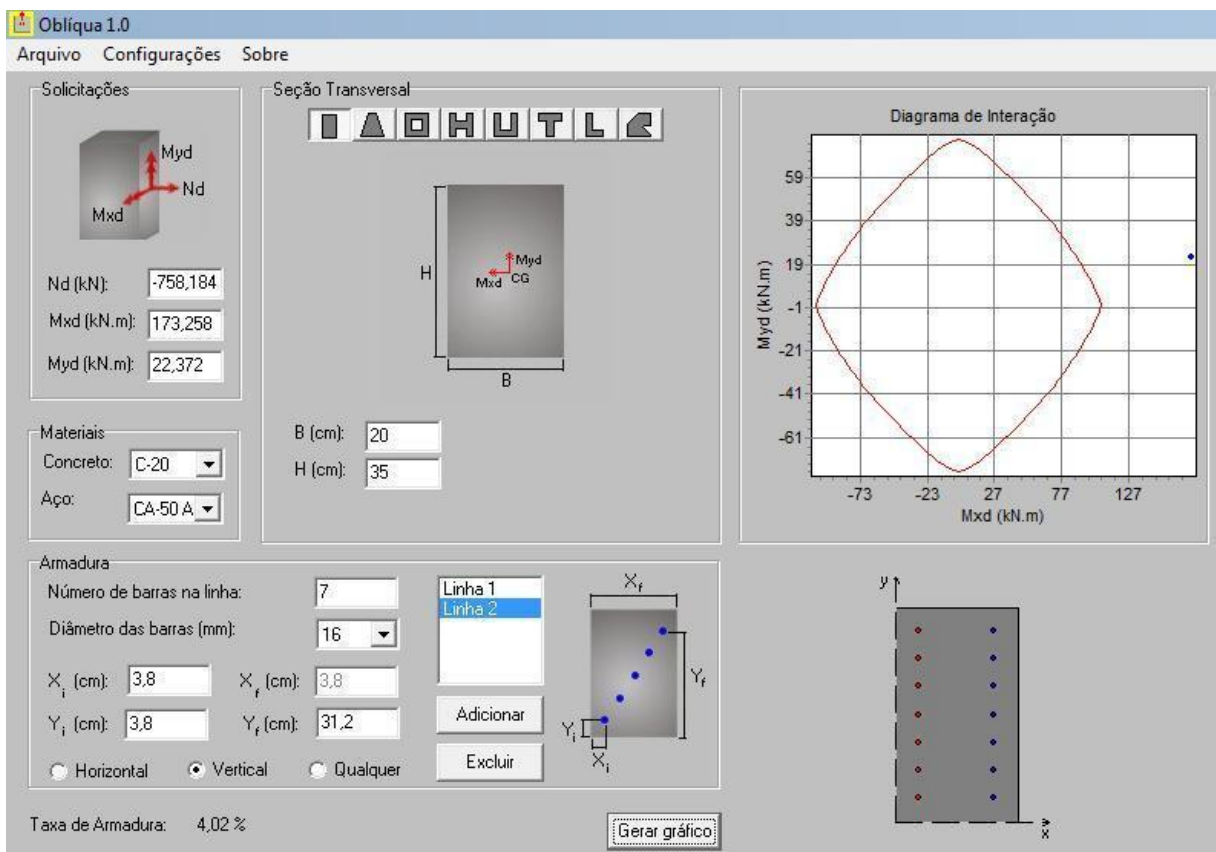 Oblíqua 1.0
Arquivo Configurações Sobre
Solicitações
Myd
Nd
Mxd
Nd (kN): -758,184
Mxd (kN.m): 173,258
Myd (kN.m): 22,372
Materiais
Concreto: C-20
Aço: CA-50 A
Seção Transversal
H
Myd
Mxd CG
B
B (cm): 20
H (cm): 35
Diagrama de Interação
Myd (kN.m)
59
39
19
-1
-21
-41
-61
-73 -23 27 77 127
Mxd (kN.m)
Armadura
Número de barras na linha: 7
Diâmetro das barras (mm): 16
Xi (cm): 3,8 Xf (cm): 3,8
Yi (cm): 3,8 Yf (cm): 31,2
Horizontal Vertical Qualquer
Linha 1
Linha 2
Adicionar
Excluir
Xf
Yf
Yi
Xi
Taxa de Armadura: 4,02 %
Gerar gráfico
y
x